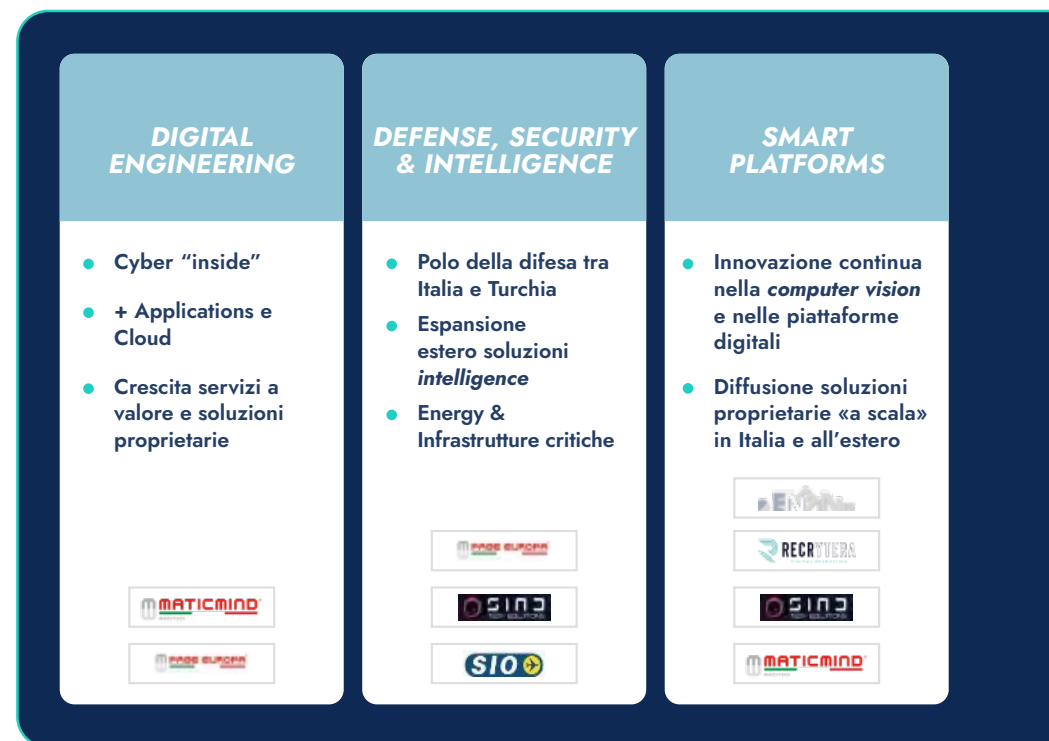 DIGITAL
ENGINEERING
Cyber “inside”
+ Applications e
Cloud
Crescita servizi a
valore e soluzioni
proprietarie
MATICMIND
PAGE EUROPA
DEFENSE, SECURITY
& INTELLIGENCE
Polo della difesa tra
Italia e Turchia
Espansione
estero soluzioni
intelligence
Energy &
Infrastrutture critiche
PAGE EUROPA
SIND
SIO
SMART
PLATFORMS
Innovazione continua
nella computer vision
e nelle piattaforme
digitali
Diffusione soluzioni
proprietarie «a scala»
in Italia e all’estero
RECRYTERA
SIND
MATICMIND